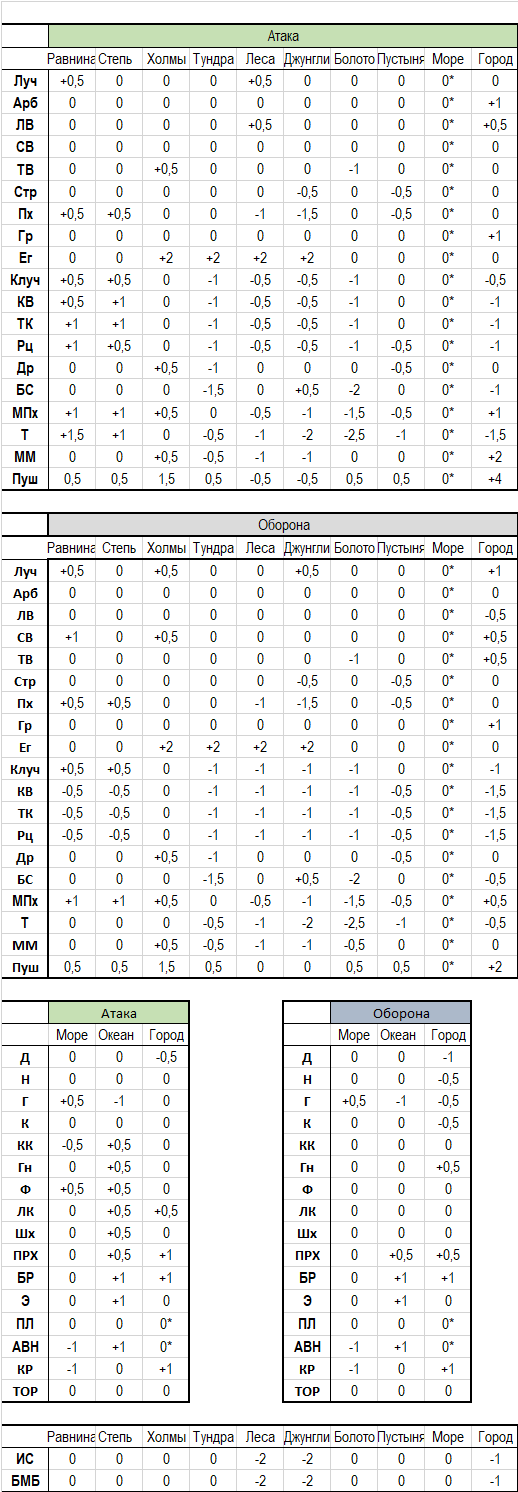 Атака
Равнина Степь Холмы Тундра Леса Джунгли Болото Пустыня Море Город
Луч +0,5 0 0 0 +0,5 0 0 0 0* 0
Арб 0 0 0 0 0 0 0 0 0* +1
ЛВ 0 0 0 0 +0,5 0 0 0 0* +0,5
СВ 0 0 0 0 0 0 0 0 0* 0
ТВ 0 0 +0,5 0 0 0 -1 0 0* 0
Стр 0 0 0 0 0 -0,5 0 -0,5 0* 0
Пх +0,5 +0,5 0 0 -1 -1,5 0 -0,5 0* 0
Гр 0 0 0 0 0 0 0 0 0* +1
Ег 0 0 +2 +2 +2 +2 0 0 0* 0
Клуч +0,5 +0,5 0 -1 -0,5 -0,5 -1 0 0* -0,5
КВ +0,5 +1 0 -1 -0,5 -0,5 -1 0 0* -1
ТК +1 +1 0 -1 -0,5 -0,5 -1 0 0* -1
Рц +1 +0,5 0 -1 -0,5 -0,5 -1 -0,5 0* -1
Др 0 0 +0,5 -1 0 0 0 -0,5 0* 0
БС 0 0 0 -1,5 0 +0,5 -2 0 0* -1
МПх +1 +1 +0,5 0 -0,5 -1 -1,5 -0,5 0* +1
Т +1,5 +1 0 -0,5 -1 -2 -2,5 -1 0* -1,5
ММ 0 0 +0,5 -0,5 -1 -1 0 0 0* +2
Пуш 0,5 0,5 1,5 0,5 -0,5 -0,5 0,5 0,5 0* +4
Оборона
Равнина Степь Холмы Тундра Леса Джунгли Болото Пустыня Море Город
Луч +0,5 0 +0,5 0 0 +0,5 0 0 0* +1
Арб 0 0 0 0 0 0 0 0 0* 0
ЛВ 0 0 0 0 0 0 0 0 0* -0,5
СВ +1 0 +0,5 0 0 0 0 0 0* +0,5
ТВ 0 0 0 0 0 0 -1 0 0* +0,5
Стр 0 0 0 0 0 -0,5 0 -0,5 0* 0
Пх +0,5 +0,5 0 0 -1 -1,5 0 -0,5 0* 0
Гр 0 0 0 0 0 0 0 0 0* +1
Ег 0 0 +2 +2 +2 +2 0 0 0* 0
Клуч +0,5 +0,5 0 -1 -1 -1 -1 0 0* -1
КВ -0,5 -0,5 0 -1 -1 -1 -1 -0,5 0* -1,5
ТК -0,5 -0,5 0 -1 -1 -1 -1 -0,5 0* -1,5
Рц -0,5 -0,5 0 -1 -1 -1 -1 -0,5 0* -1,5
Др 0 0 +0,5 -1 0 0 0 -0,5 0* 0
БС 0 0 0 -1,5 0 +0,5 -2 0 0* -0,5
МПх +1 +1 +0,5 0 -0,5 -1 -1,5 -0,5 0* +0,5
Т 0 0 0 -0,5 -1 -2 -2,5 -1 0* -0,5
ММ 0 0 +0,5 -0,5 -1 -1 -0,5 0 0* 0
Пуш 0,5 0,5 1,5 0,5 0 0 0,5 0,5 0* +2
Атака
Море Океан Город
Д 0 0 -0,5
Н 0 0 0
Г +0,5 -1 0
К 0 0 0
КК -0,5 +0,5 0
Гн 0 +0,5 0
Ф +0,5 +0,5 0
ЛК 0 +0,5 +0,5
Шх 0 +0,5 0
ПРХ 0 +0,5 +1
БР 0 +1 +1
Э 0 +1 0
ПЛ 0 0 0*
АВН -1 +1 0*
КР -1 0 +1
ТОР 0 0 0
Оборона
Море Океан Город
Д 0 0 -1
Н 0 0 -0,5
Г +0,5 -1 -0,5
К 0 0 -0,5
КК 0 0 0
Гн 0 0 +0,5
Ф 0 0 0
ЛК 0 0 0
Шх 0 0 0
ПРХ 0 +0,5 +0,5
БР 0 +1 +1
Э 0 +1 0
ПЛ 0 0 0*
АВН -1 +1 0*
КР -1 0 +1
ТОР 0 0 0
Равнина Степь Холмы Тундра Леса Джунгли Болото Пустыня Море Город
ИС 0 0 0 0 -2 -2 0 0 0 -1
БМБ 0 0 0 0 -2 -2 0 0 0 -1